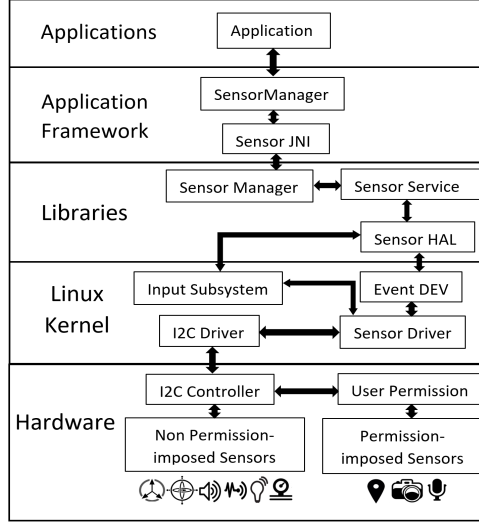 Applications
Application
Application
Framework
SensorManager
Sensor JNI
Libraries
Sensor Manager
Sensor Service
Sensor HAL
Linux
Kernel
Input Subsystem
Event DEV
I2C Driver
Sensor Driver
Hardware
I2C Controller
User Permission
Non Permission-
imposed Sensors
Permission-
imposed Sensors